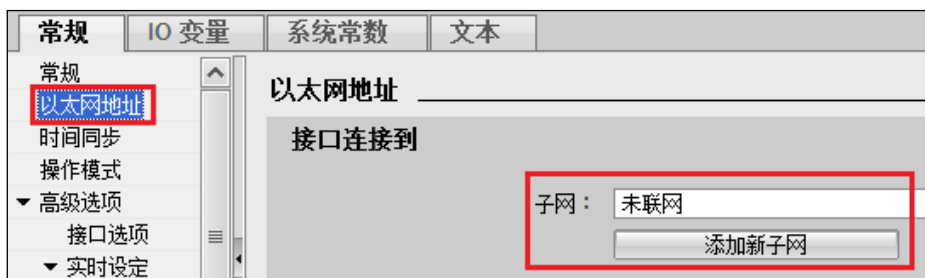 常规 IO 变量 系统常数 文本
常规
以太网地址
时间同步
操作模式
高级选项
接口选项
实时设定
以太网地址
接口连接到
子网： 未联网
添加新子网